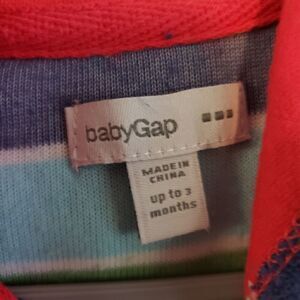 babyGap
MADE IN
CHINA
up to 3
months